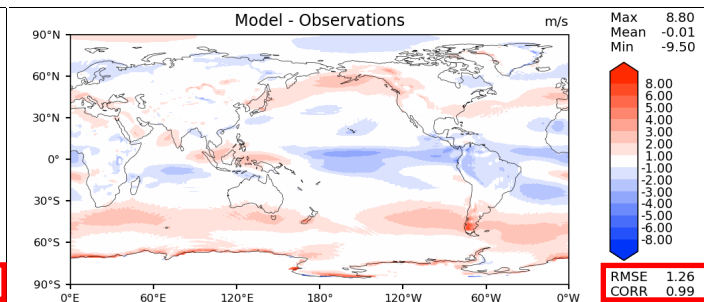 Model - Observations
m/s
Max 8.80
Mean -0.01
Min -9.50
90°N
60°N
30°N
0°
30°S
60°S
90°S
0°E
60°E
120°E
180°E
120°W
60°W
0°W
8.00
6.00
5.00
4.00
3.00
2.00
1.00
-1.00
-2.00
-3.00
-4.00
-5.00
-6.00
-8.00
RMSE 1.26
CORR 0.99